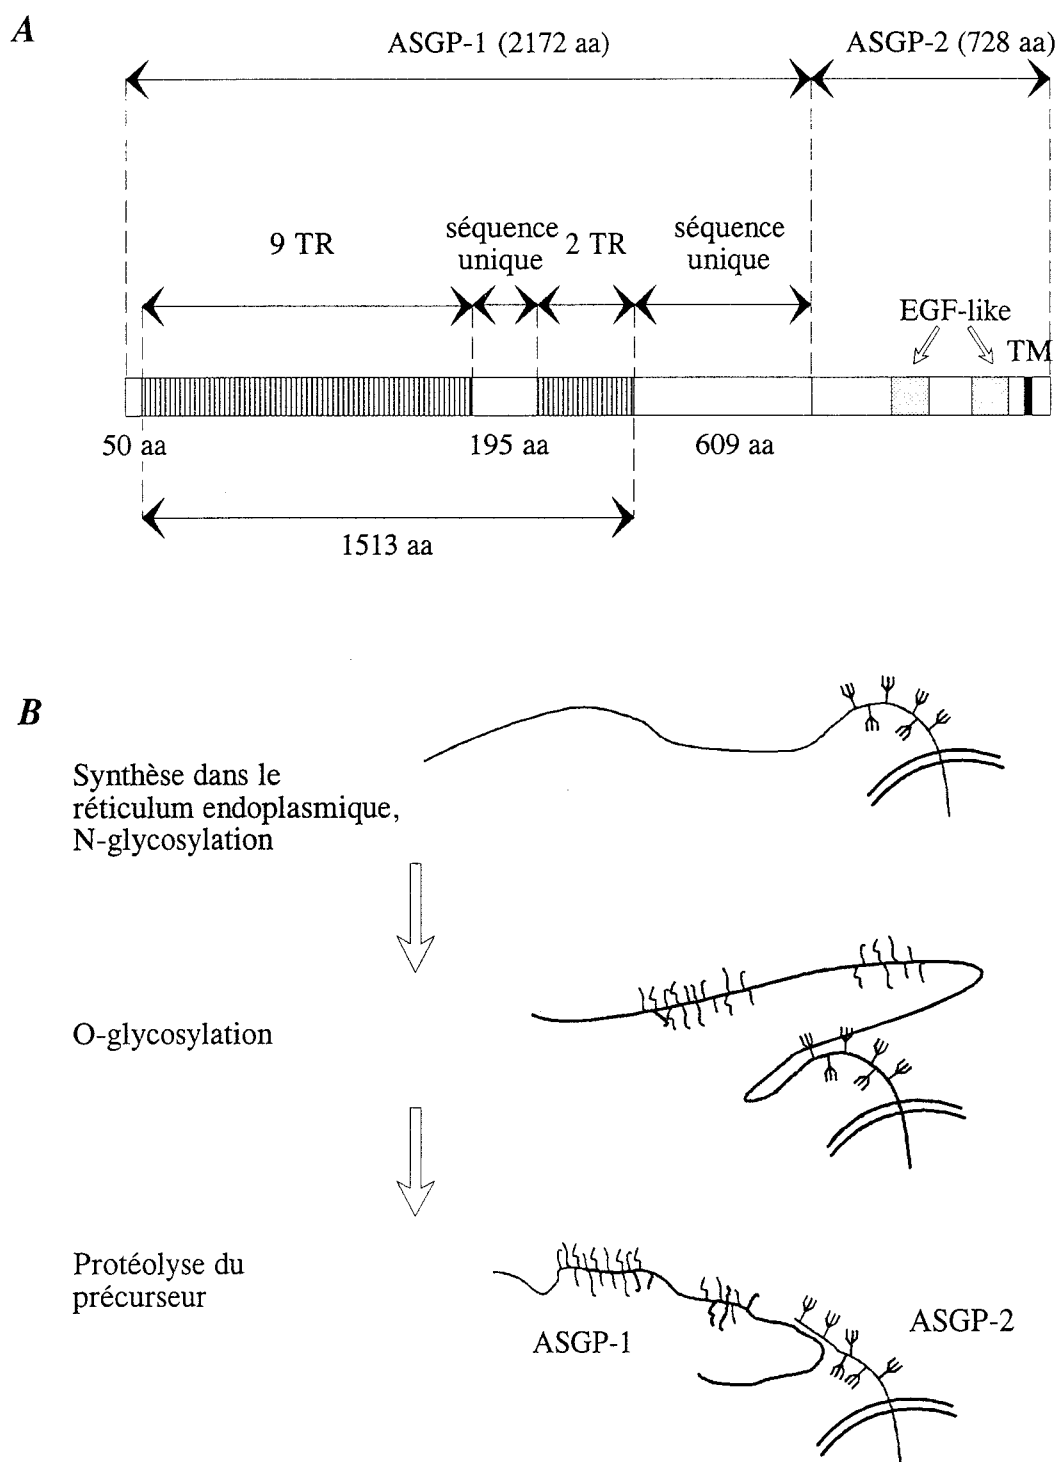 A
ASGP-1 (2172 aa)
ASGP-2 (728 aa)
9 TR
séquence
unique
2 TR
séquence
unique
EGF-like
TM
50 aa
195 aa
609 aa
1513 aa
B
Synthèse dans le
réticulum endoplasmique,
N-glycosylation
O-glycosylation
Protéolyse du
précurseur
ASGP-1
ASGP-2